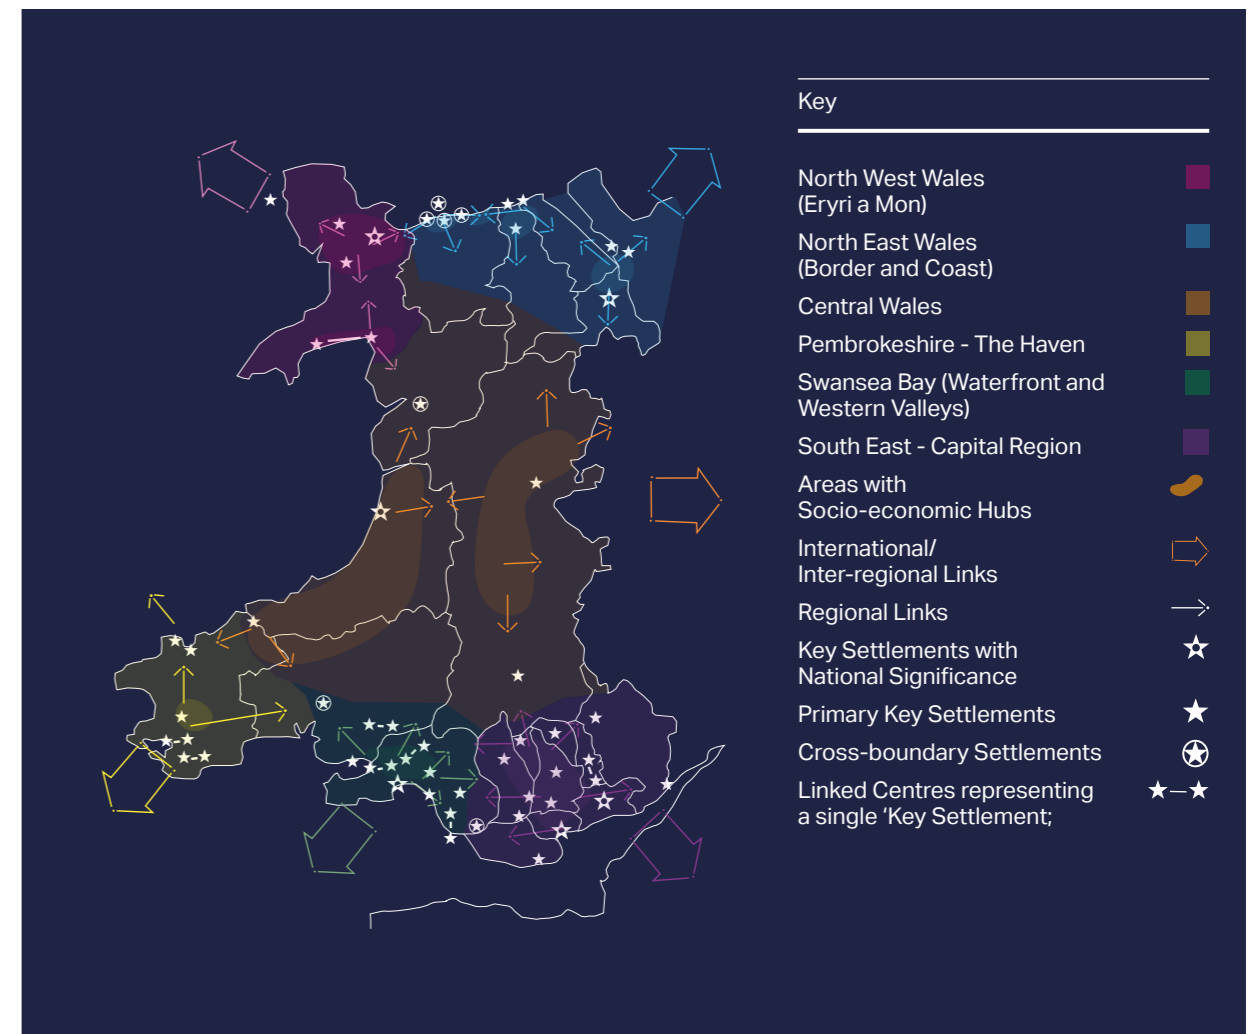 Key
North West Wales
(Eryri a Mon)
North East Wales
(Border and Coast)
Central Wales
Pembrokeshire - The Haven
Swansea Bay (Waterfront and
Western Valleys)
South East - Capital Region
Areas with
Socio-economic Hubs
International/
Inter-regional Links
Regional Links
Key Settlements with
National Significance
Primary Key Settlements
Cross-boundary Settlements
Linked Centres representing
a single ‘Key Settlement;